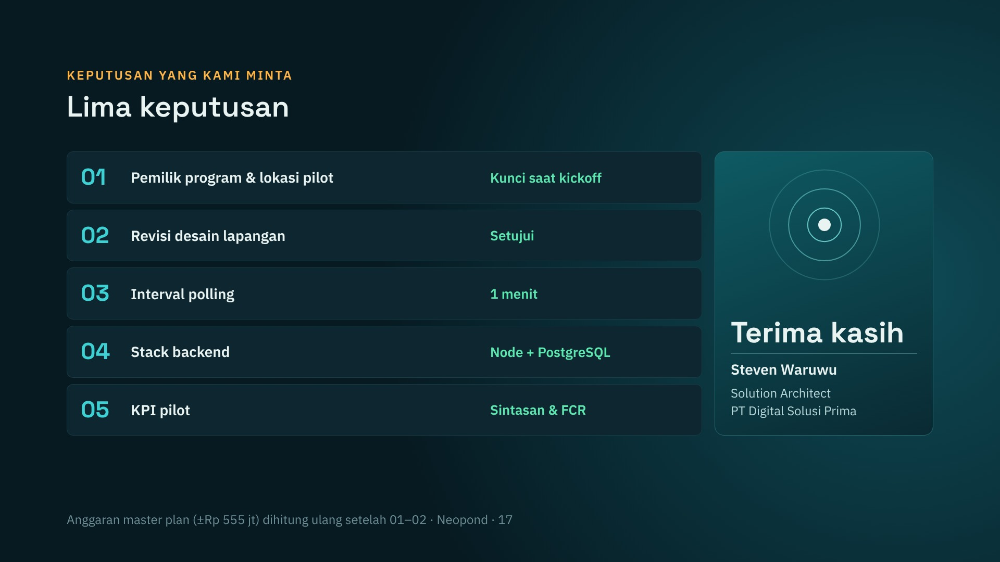 KEPUTUSAN YANG KAMI MINTA
Lima keputusan
01 Pemilik program & lokasi pilot Kunci saat kickoff
02 Revisi desain lapangan Setujui
03 Interval polling 1 menit
04 Stack backend Node + PostgreSQL
05 KPI pilot Sintasan & FCR
Terima kasih
Steven Waruwu
Solution Architect
PT Digital Solusi Prima
Anggaran master plan (±Rp 555 jt) dihitung ulang setelah 01–02 · Neopond · 17